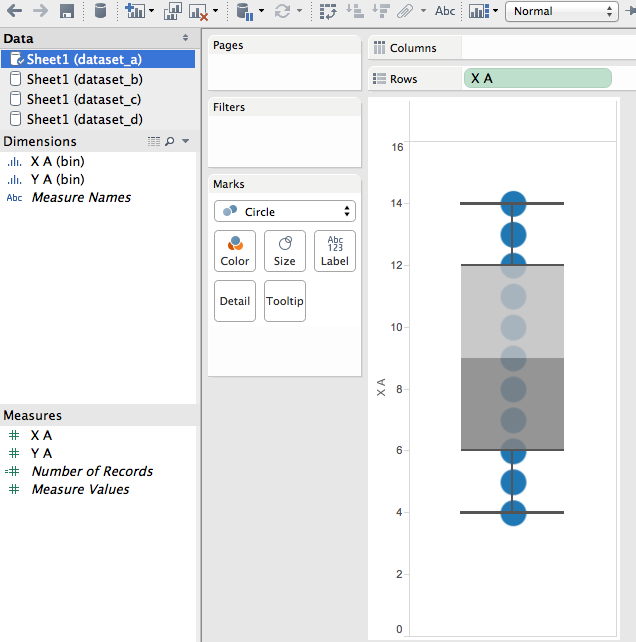 Abc
Normal
Data
Sheet1 (dataset_a)
Sheet1 (dataset_b)
Sheet1 (dataset_c)
Sheet1 (dataset_d)
Dimensions
X A (bin)
Y A (bin)
Abc Measure Names
Measures
X A
Y A
Number of Records
Measure Values
Pages
Filters
Marks
Circle
Color
Size
Abc
123
Label
Detail
Tooltip
Columns
Rows
X A
16
14
12
10
8
6
4
2
0
X A